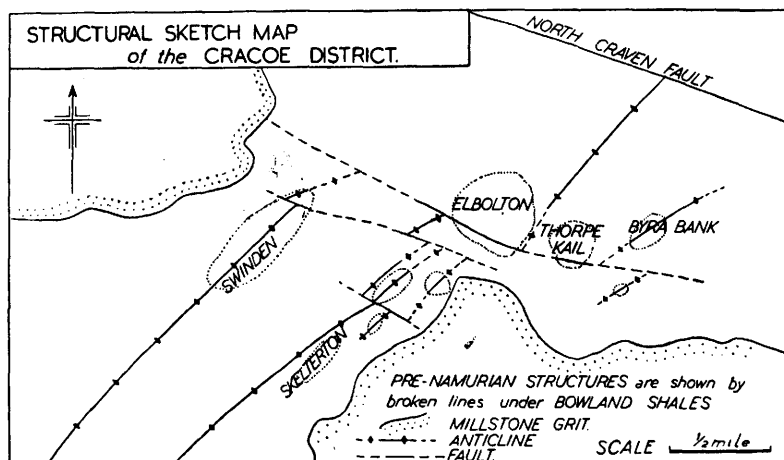 STRUCTURAL SKETCH MAP
of the CRACOE DISTRICT.
NORTH CRAVEN FAULT
ELBOLTON
THORPE
KAIL
BYRA BANK
SWINDEN
SKELTERTON
PRE-NAMURIAN STRUCTURES are shown by
broken lines under BOWLAND SHALES
MILLSTONE GRIT.
ANTICLINE
FAULT.
SCALE 1/2 mile